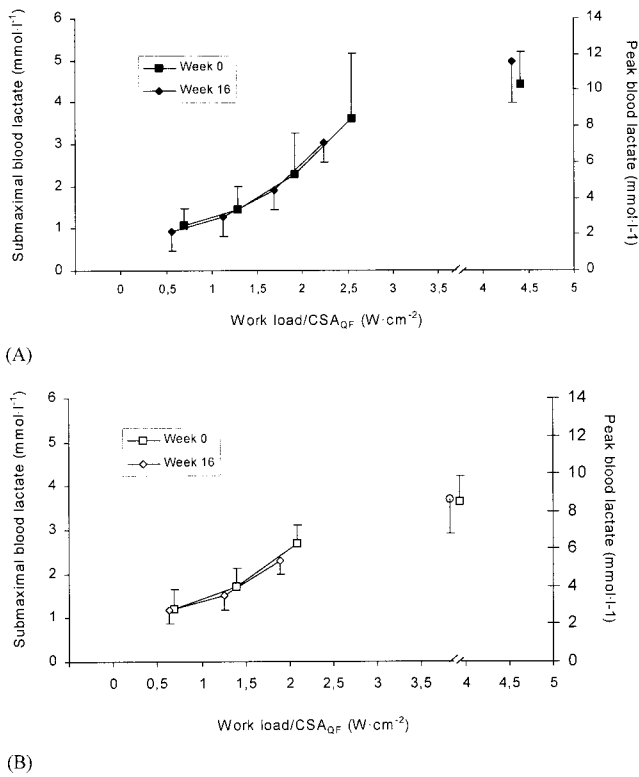 6
5
4
3
2
1
0
Submaximal blood lactate (mmol·l⁻¹)
Week 0
Week 16
14
12
10
8
6
4
2
0
Peak blood lactate (mmol·l-1)
0 0,5 1 1,5 2 2,5 3 3,5 4 4,5 5
Work load/CSA_QF (W·cm⁻²)
(A)
6
5
4
3
2
1
0
Submaximal blood lactate (mmol·l⁻¹)
Week 0
Week 16
14
12
10
8
6
4
2
0
Peak blood lactate (mmol·l-1)
0 0,5 1 1,5 2 2,5 3 3,5 4 4,5 5
Work load/CSA_QF (W·cm⁻²)
(B)